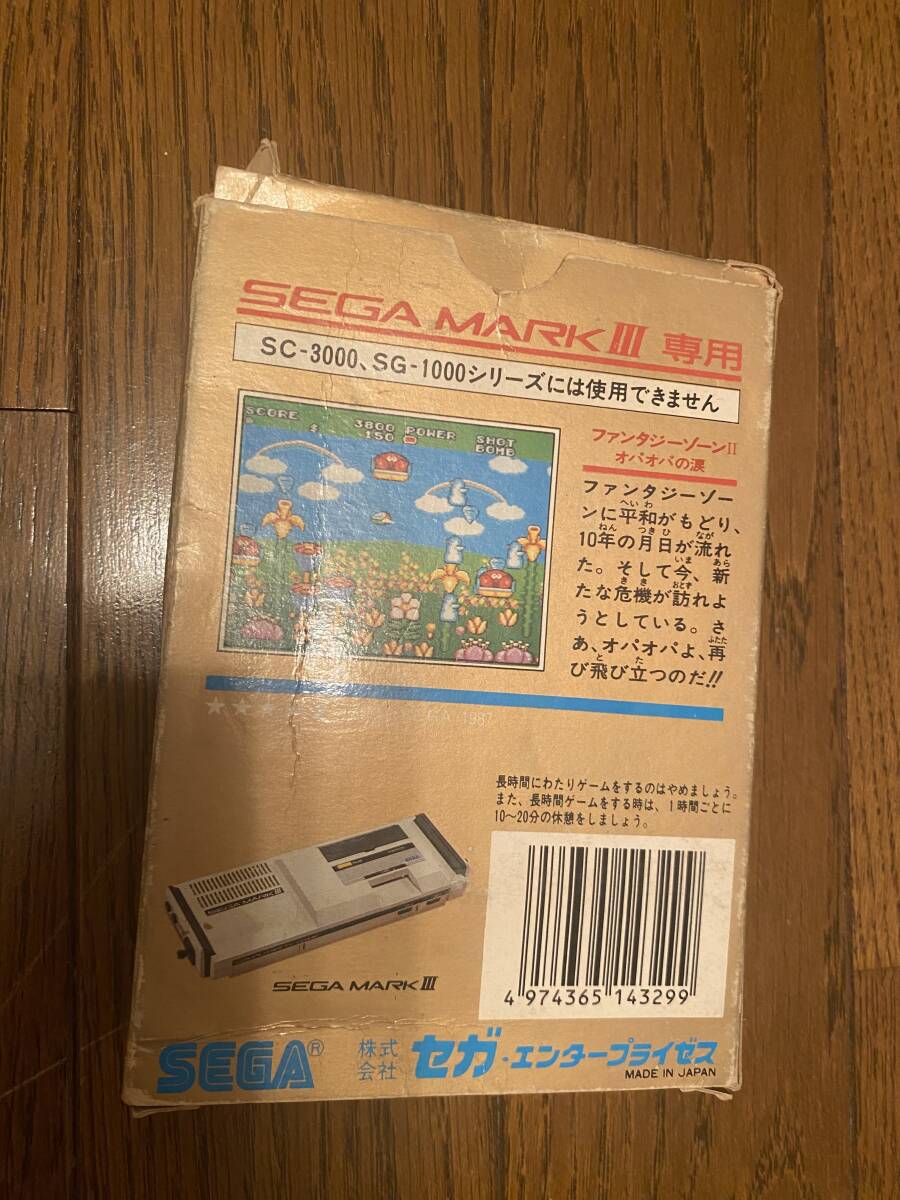 SEGA MARK III 専用
SC-3000、SG-1000シリーズには使用できません
SCORE 3800 POWER SHOT
$ 150 BOMB
ファンタジーゾーンII
オパオパの涙
ファンタジーゾー
ンに平和がもどり、
10年の月日が流れ
た。そして今、新
たな危機が訪れよ
うとしている。さ
あ、オパオパよ、再
び飛び立つのだ!!
1987
長時間にわたりゲームをするのはやめましょう。
また、長時間ゲームをする時は、1時間ごとに
10〜20分の休憩をしましょう。
SEGA MARK III
SEGA MARK III
4 974365 143299
SEGA® 株式会社 セガ・エンタープライゼス
MADE IN JAPAN